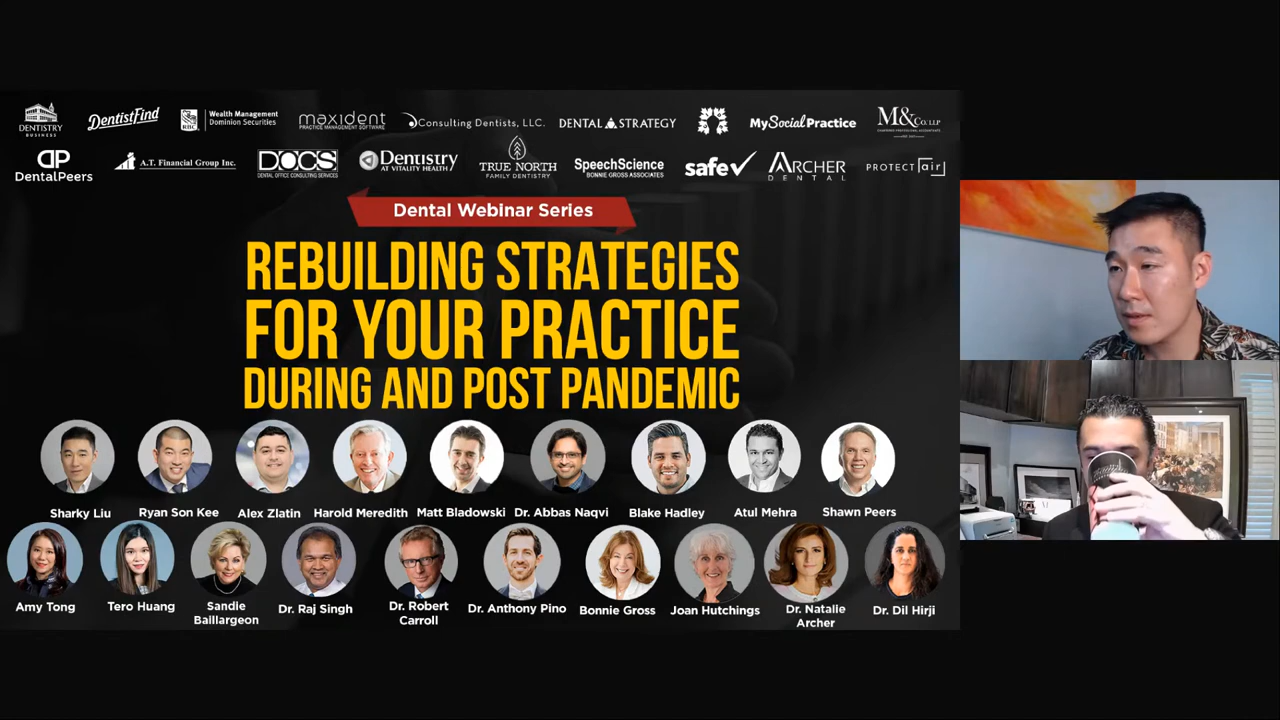 DENTISTRY
BUSINESS
DentistFind
RBC
Wealth Management
Dominion Securities
maxident
PRACTICE MANAGEMENT SOFTWARE
Consulting Dentists, LLC.
DENTAL STRATEGY
MySocialPractice
M&Co.LLP
CHARTERED PROFESSIONAL ACCOUNTANTS
DP
DentalPeers
A.T. Financial Group Inc.
DOCS
DENTAL OFFICE CONSULTING SERVICES
Dentistry
AT VITALITY HEALTH
TRUE NORTH
FAMILY DENTISTRY
SpeechScience
BONNIE GROSS ASSOCIATES
safe
ARCHER
DENTAL
PROTECT air
Dental Webinar Series
REBUILDING STRATEGIES
FOR YOUR PRACTICE
DURING AND POST PANDEMIC
Sharky Liu
Ryan Son Kee
Alex Zlatin
Harold Meredith
Matt Bladowski
Dr. Abbas Naqvi
Blake Hadley
Atul Mehra
Shawn Peers
Amy Tong
Tero Huang
Sandie
Baillargeon
Dr. Raj Singh
Dr. Robert
Carroll
Dr. Anthony Pino
Bonnie Gross
Joan Hutchings
Dr. Natalie
Archer
Dr. Dil Hirji